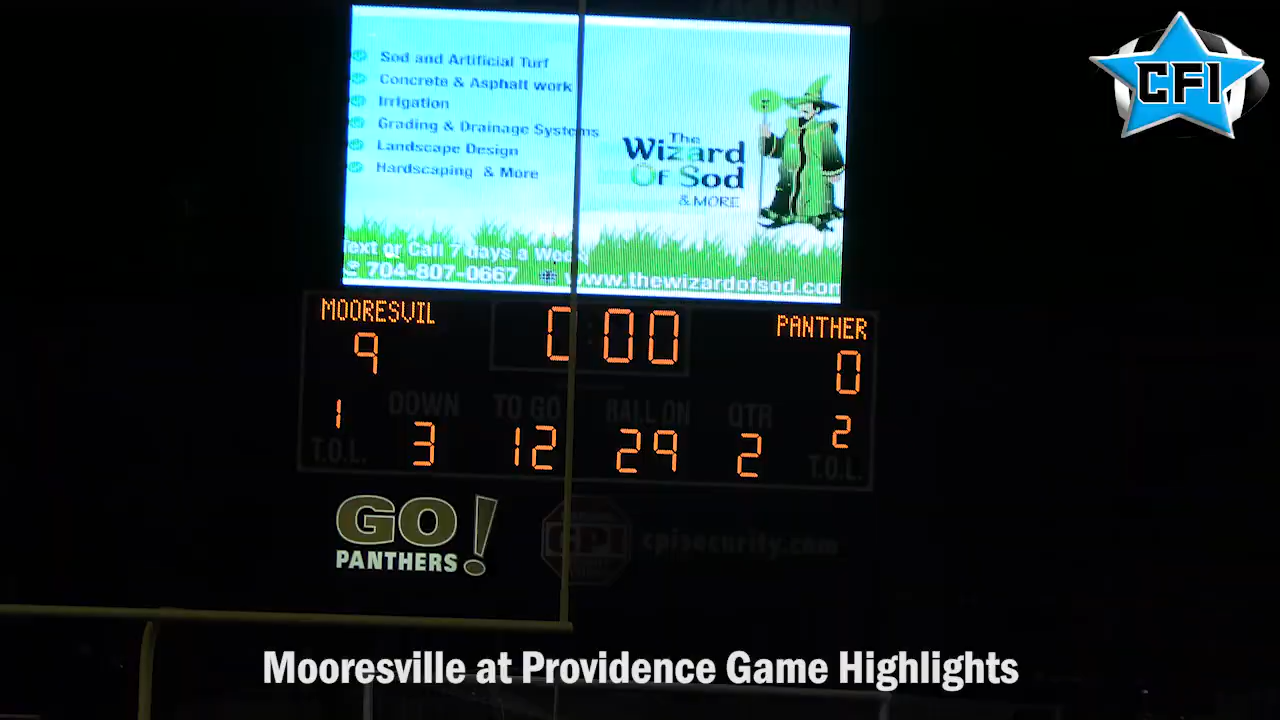 CFI
Sod and Artificial Turf
Concrete & Asphalt work
Irrigation
Grading & Drainage Systems
Landscape Design
Hardscaping & More
The
Wizard
Of Sod
& MORE
Text or Call 7 days a Week
704-807-0667 www.thewizardofsod.com
MOORESVIL 0:00 PANTHER
9 0
DOWN TO GO BALL ON QTR
1 3 12 29 2 2
T.O.L. T.O.L.
GO!
PANTHERS
CPI cpisecurity.com
Mooresville at Providence Game Highlights